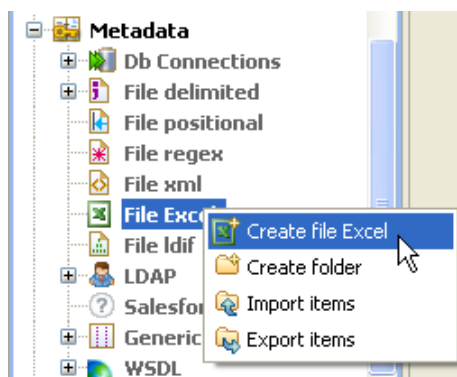 Metadata
Db Connections
File delimited
File positional
File regex
File xml
File Excel
Create file Excel
File ldif
Create folder
LDAP
Import items
Generic
Export items
WSDL